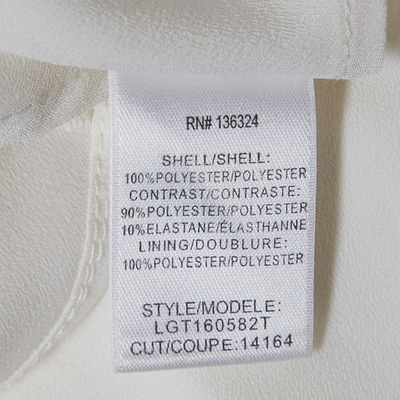 RN# 136324
SHELL/SHELL:
100%POLYESTER/POLYESTER
CONTRAST/CONTRASTE:
90%POLYESTER/POLYESTER
10%ELASTANE/ÉLASTHANNE
LINING/DOUBLURE:
100%POLYESTER/POLYESTER
STYLE/MODELE:
LGT160582T
CUT/COUPE:14164